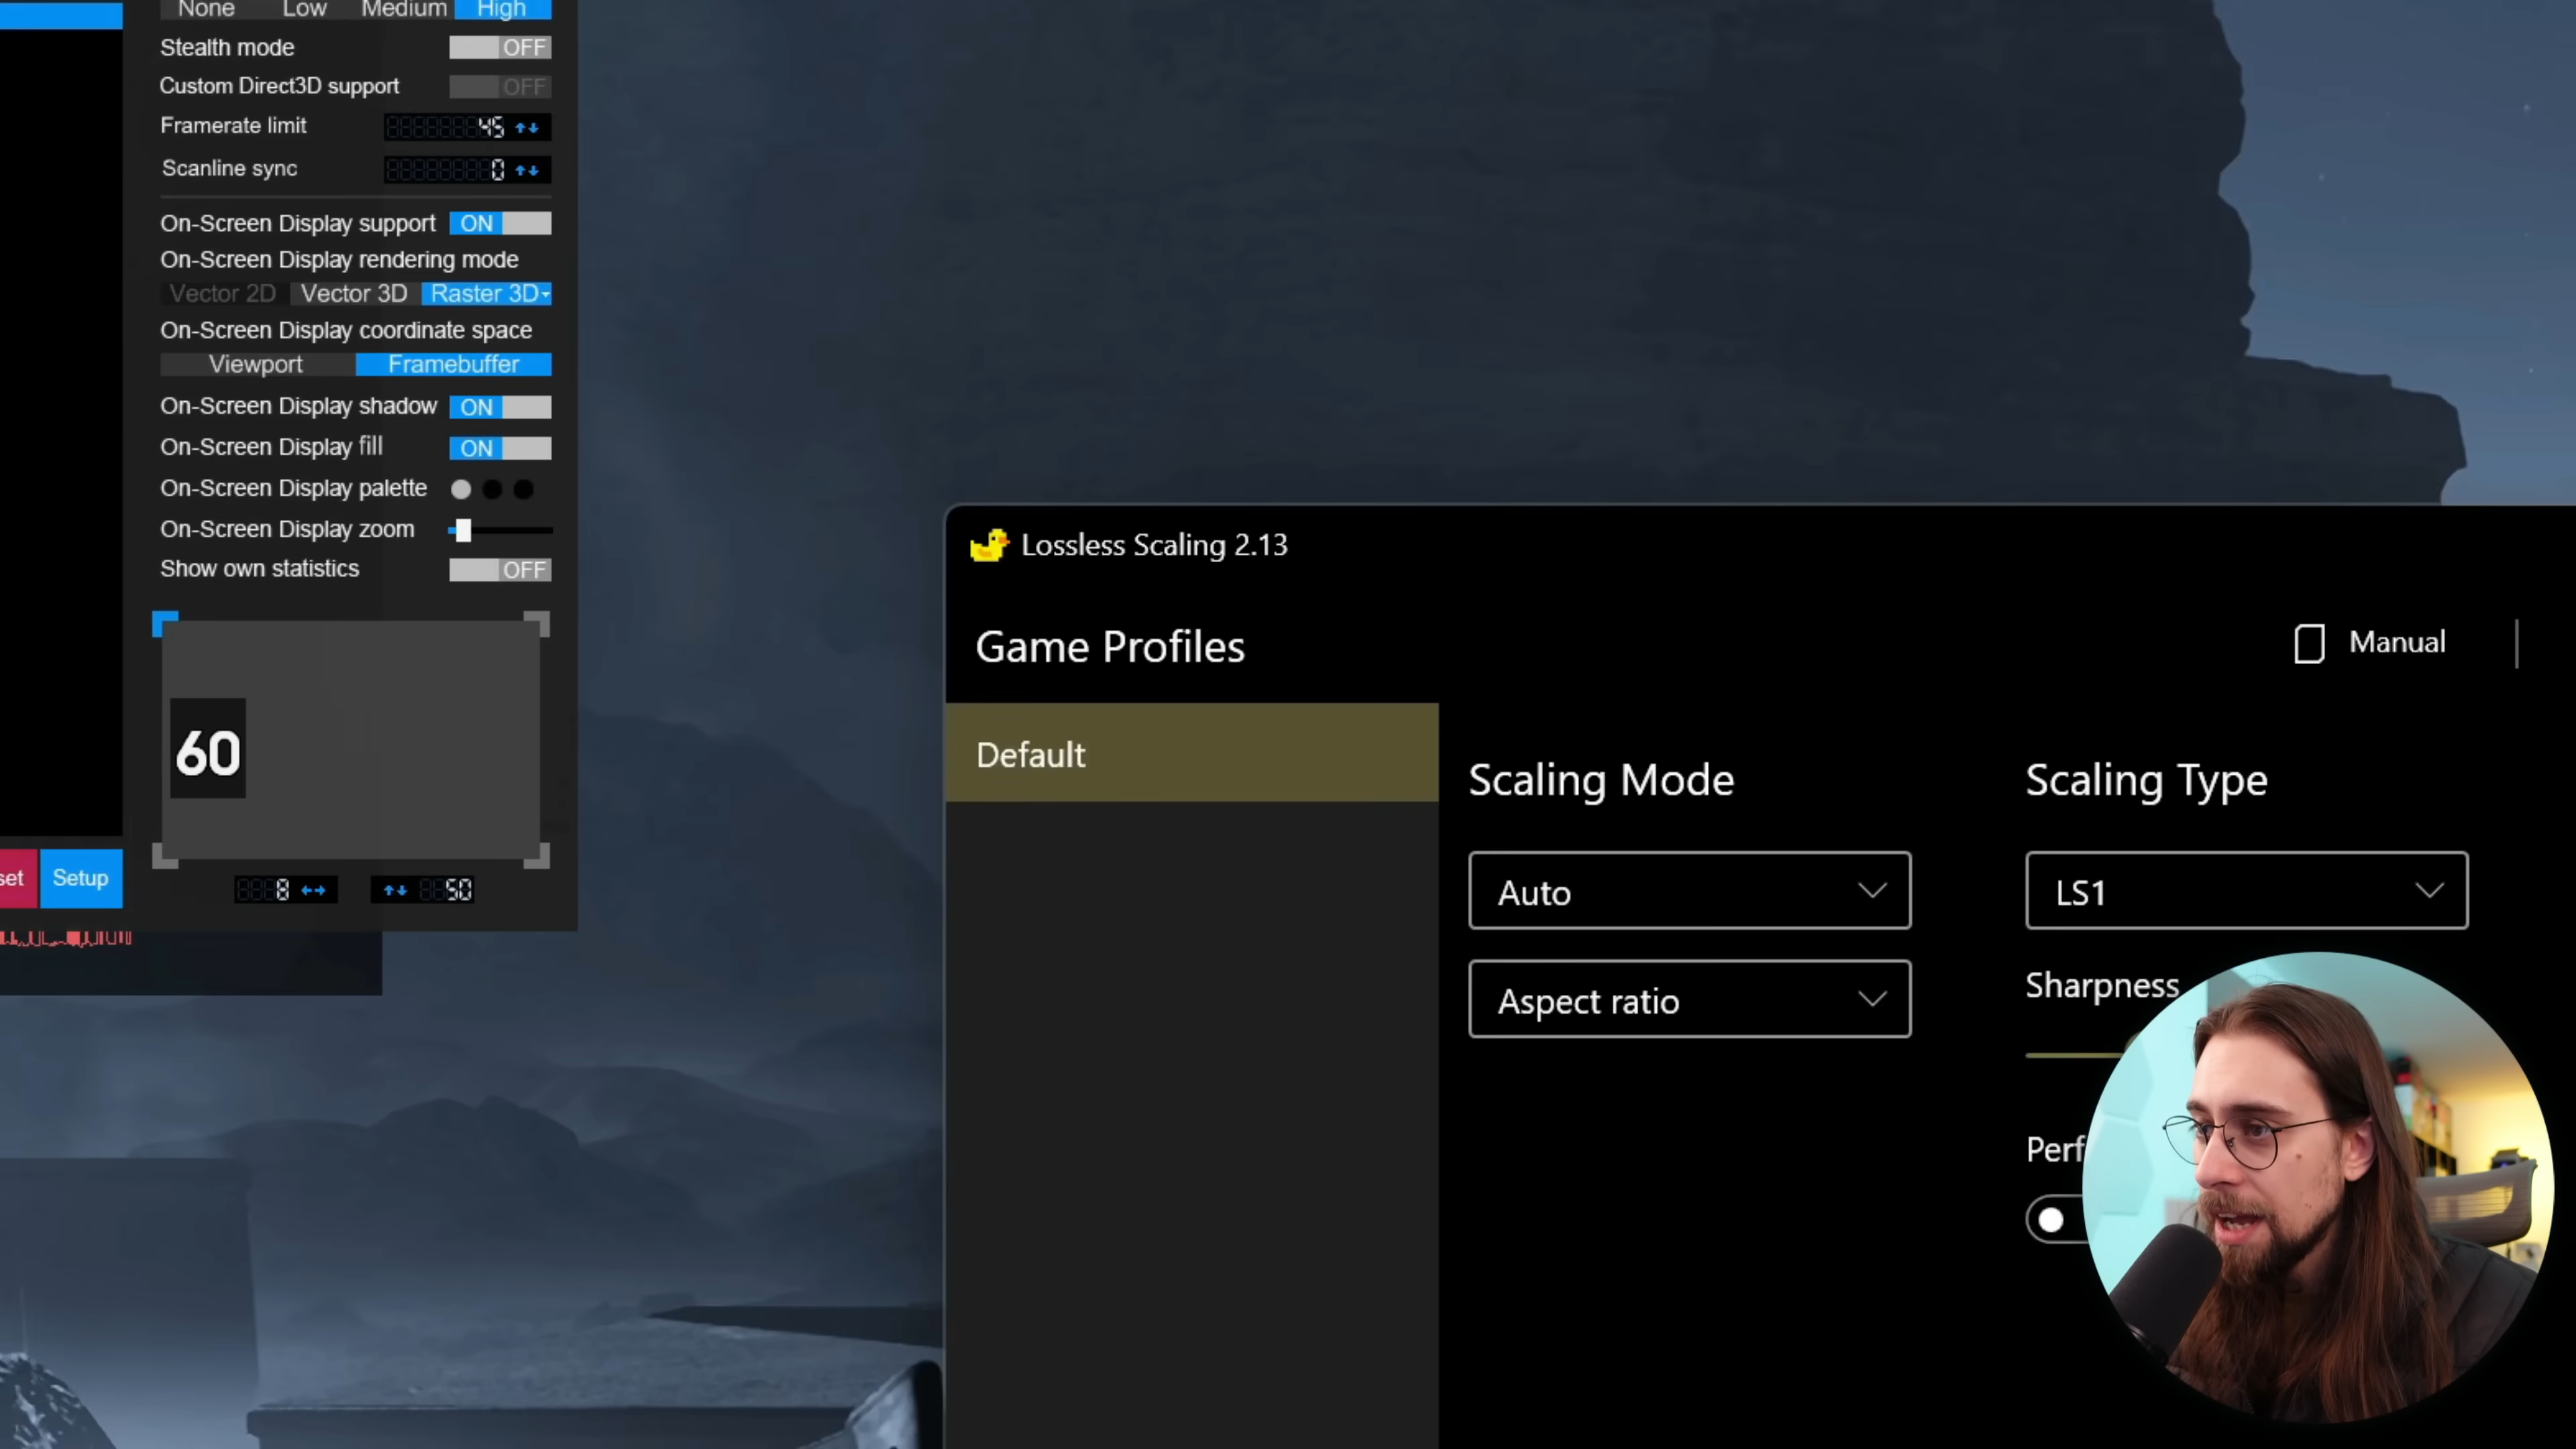 None Low Medium High
Stealth mode OFF
Custom Direct3D support OFF
Framerate limit 45
Scanline sync 0
On-Screen Display support ON
On-Screen Display rendering mode
Vector 2D Vector 3D Raster 3D
On-Screen Display coordinate space
Viewport Framebuffer
On-Screen Display shadow ON
On-Screen Display fill ON
On-Screen Display palette
On-Screen Display zoom
Show own statistics OFF
60
set Setup
8 50
Lossless Scaling 2.13
Game Profiles
Manual
Default
Scaling Mode
Scaling Type
Auto
LS1
Aspect ratio
Sharpness
Perf